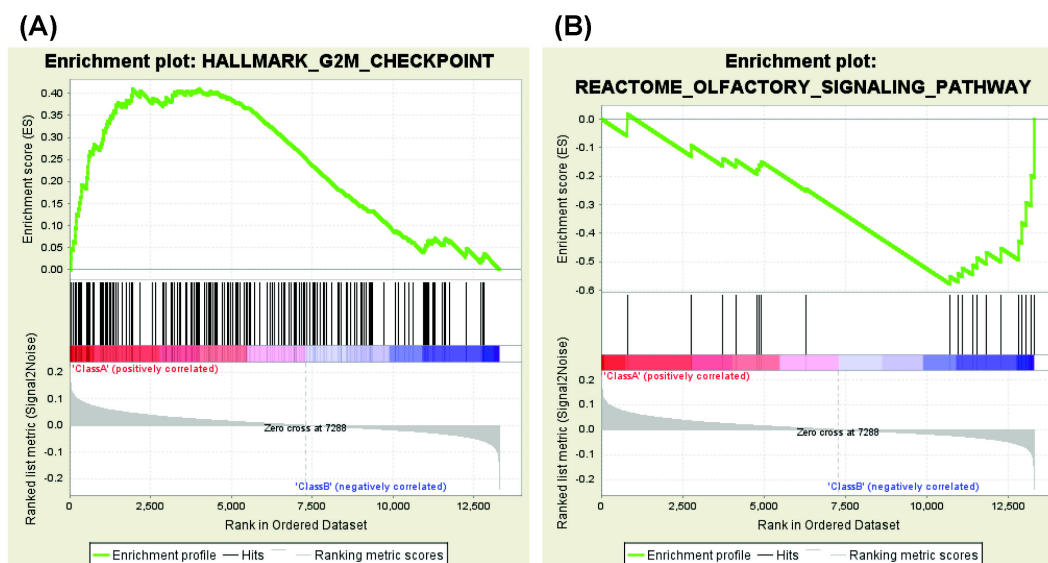 (A)
Enrichment plot: HALLMARK_G2M_CHECKPOINT
Enrichment score (ES)
0.40
0.35
0.30
0.25
0.20
0.15
0.10
0.05
0.00
'ClassA' (positively correlated)
Ranked list metric (Signal2Noise)
0.2
0.1
0.0
-0.1
-0.2
Zero cross at 7288
'ClassB' (negatively correlated)
0 2,500 5,000 7,500 10,000 12,500
Rank in Ordered Dataset
Enrichment profile Hits Ranking metric scores
(B)
Enrichment plot:
REACTOME_OLFACTORY_SIGNALING_PATHWAY
Enrichment score (ES)
0.0
-0.1
-0.2
-0.3
-0.4
-0.5
-0.6
'ClassA' (positively correlated)
Ranked list metric (Signal2Noise)
0.2
0.1
0.0
-0.1
-0.2
Zero cross at 7288
'ClassB' (negatively correlated)
0 2,500 5,000 7,500 10,000 12,500
Rank in Ordered Dataset
Enrichment profile Hits Ranking metric scores